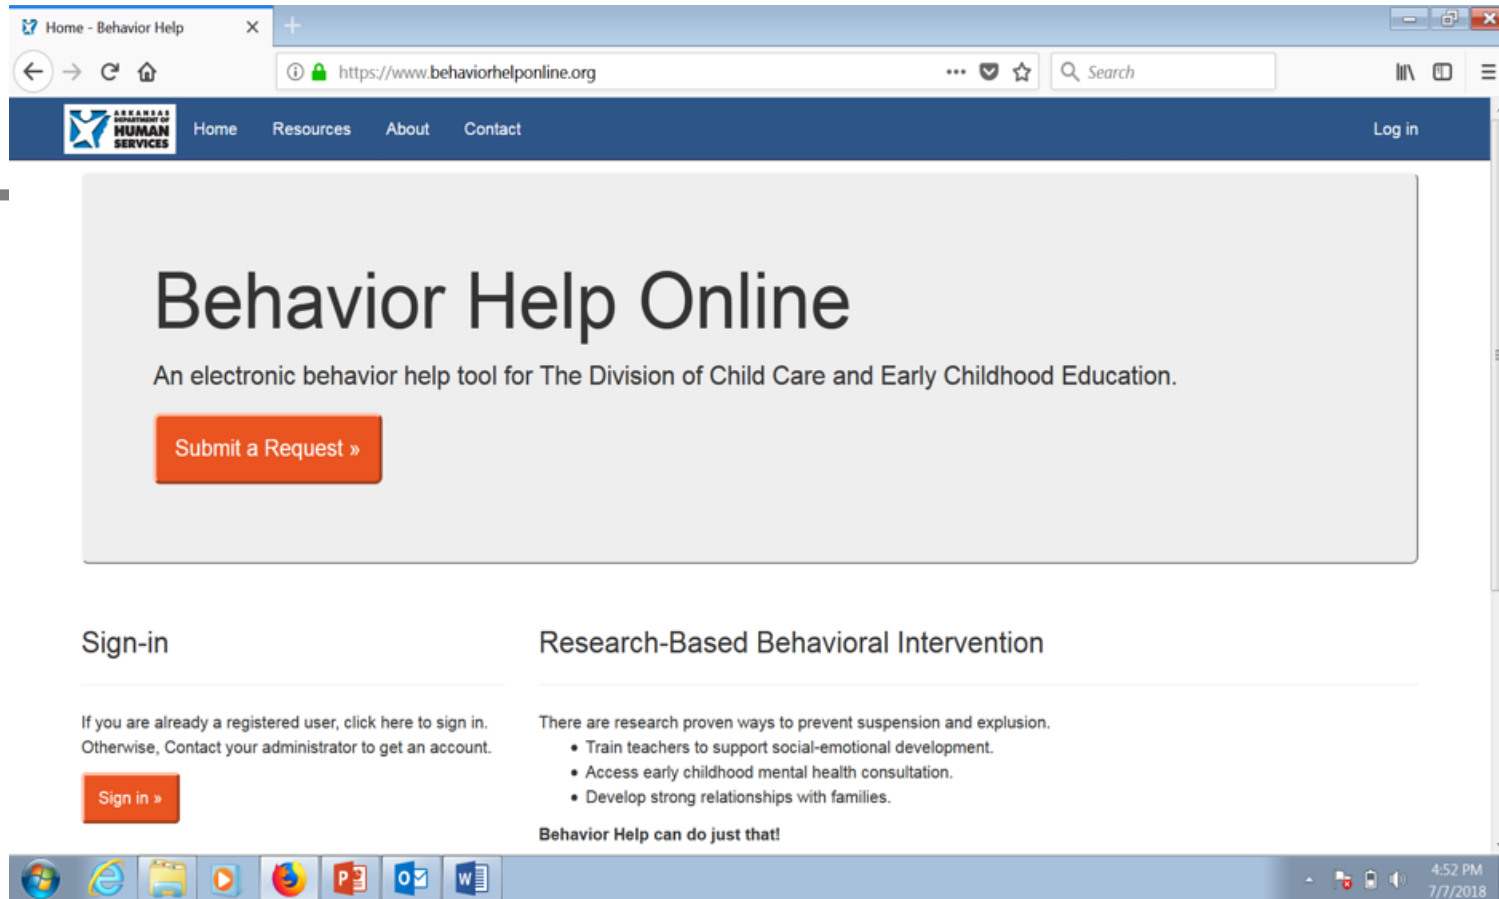 Home - Behavior Help
https://www.behaviorhelponline.org
Search
ARKANSAS
DEPARTMENT OF
HUMAN
SERVICES
Home Resources About Contact Log in
Behavior Help Online
An electronic behavior help tool for The Division of Child Care and Early Childhood Education.
Submit a Request »
Sign-in
If you are already a registered user, click here to sign in.
Otherwise, Contact your administrator to get an account.
Sign in »
Research-Based Behavioral Intervention
There are research proven ways to prevent suspension and explusion.
• Train teachers to support social-emotional development.
• Access early childhood mental health consultation.
• Develop strong relationships with families.
Behavior Help can do just that!
4:52 PM
7/7/2018